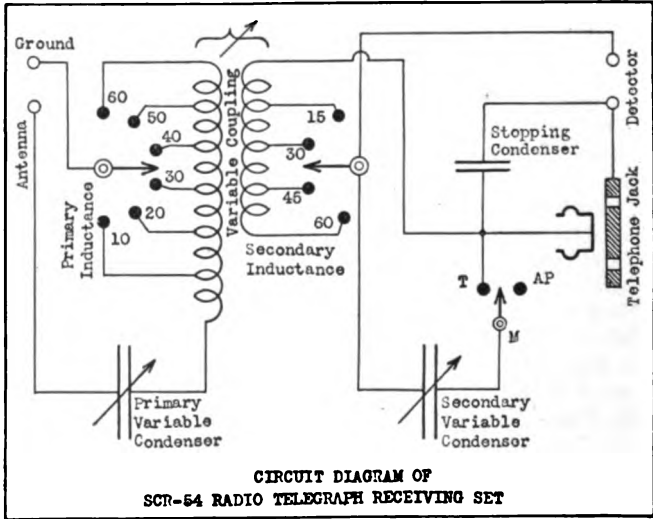 Ground
Antenna
60
50
40
30
20
10
Primary
Inductance
Variable Coupling
15
30
45
60
Secondary
Inductance
Stopping
Condenser
Detector
Telephone Jack
T
AP
M
Primary
Variable
Condenser
Secondary
Variable
Condenser
CIRCUIT DIAGRAM OF
SCR-54 RADIO TELEGRAPH RECEIVING SET